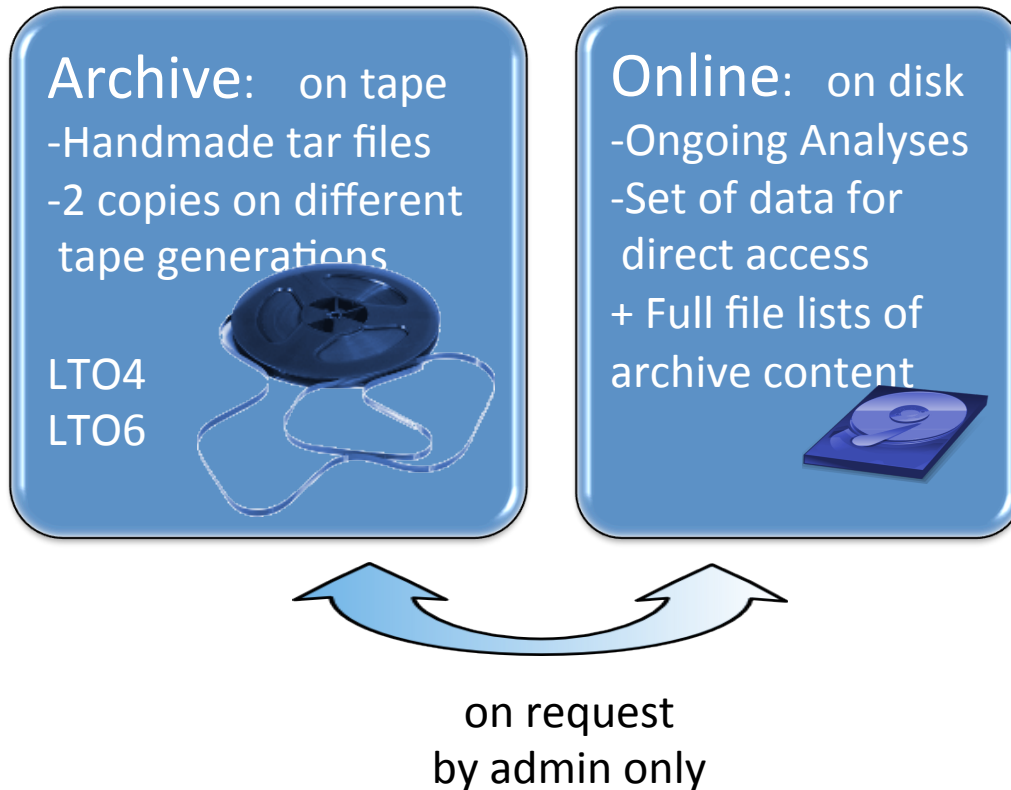 Archive: on tape
-Handmade tar files
-2 copies on different
tape generations
LTO4
LTO6
Online: on disk
-Ongoing Analyses
-Set of data for
direct access
+ Full file lists of
archive content
on request
by admin only